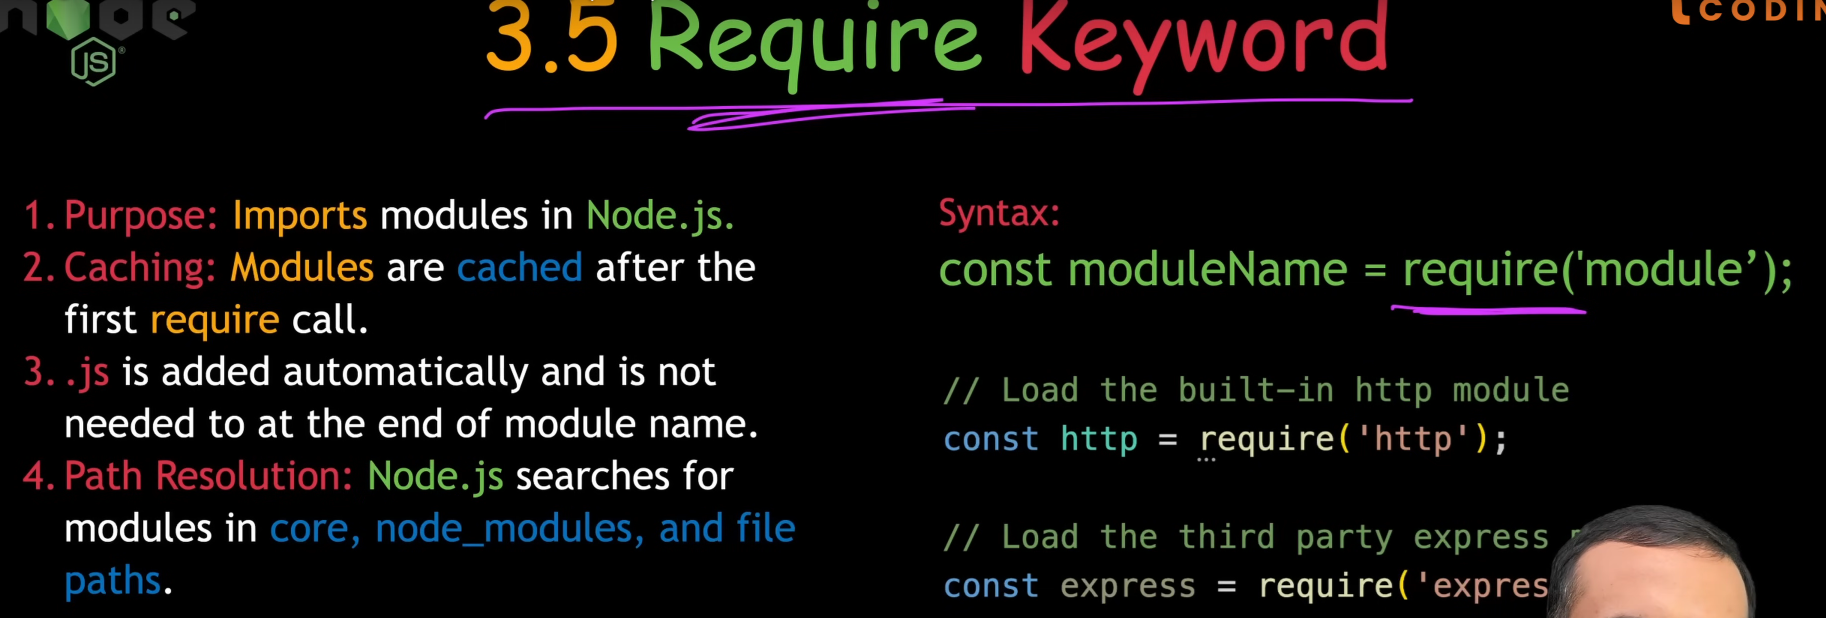 node
JS
3.5 Require Keyword
1. Purpose: Imports modules in Node.js.
2. Caching: Modules are cached after the
first require call.
3. .js is added automatically and is not
needed to at the end of module name.
4. Path Resolution: Node.js searches for
modules in core, node_modules, and file
paths.
Syntax:
const moduleName = require('module’);
// Load the built-in http module
const http = require('http');
// Load the third party express
const express = require('expres